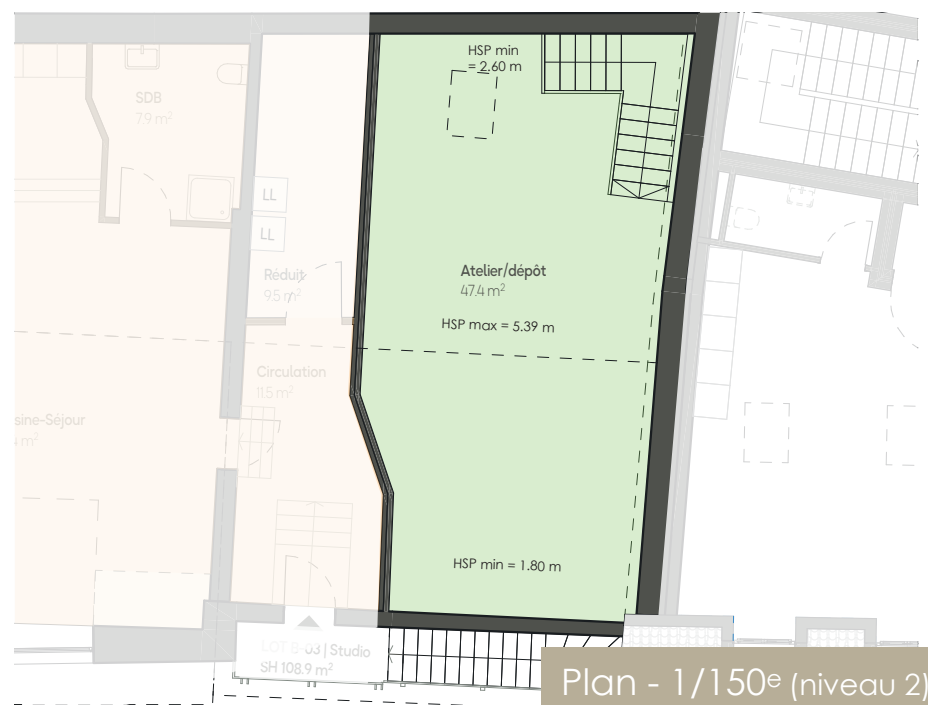 HSP min
= 2.60 m
SDB
7.9 m²
LL
LL
Réduit
9.5 m²
Atelier/dépôt
47.4 m²
HSP max = 5.39 m
Circulation
11.5 m²
sine-Séjour
m²
HSP min = 1.80 m
03 | Studio
SH 108.9 m²
Plan - 1/150ᵉ (niveau 2)